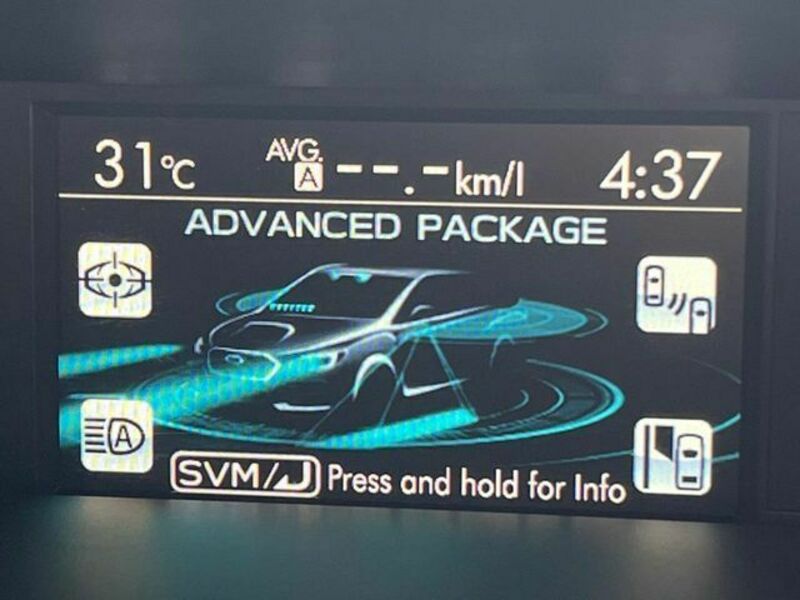 31°C AVG. A --.-km/l 4:37
ADVANCED PACKAGE
A
SVM/ Press and hold for Info